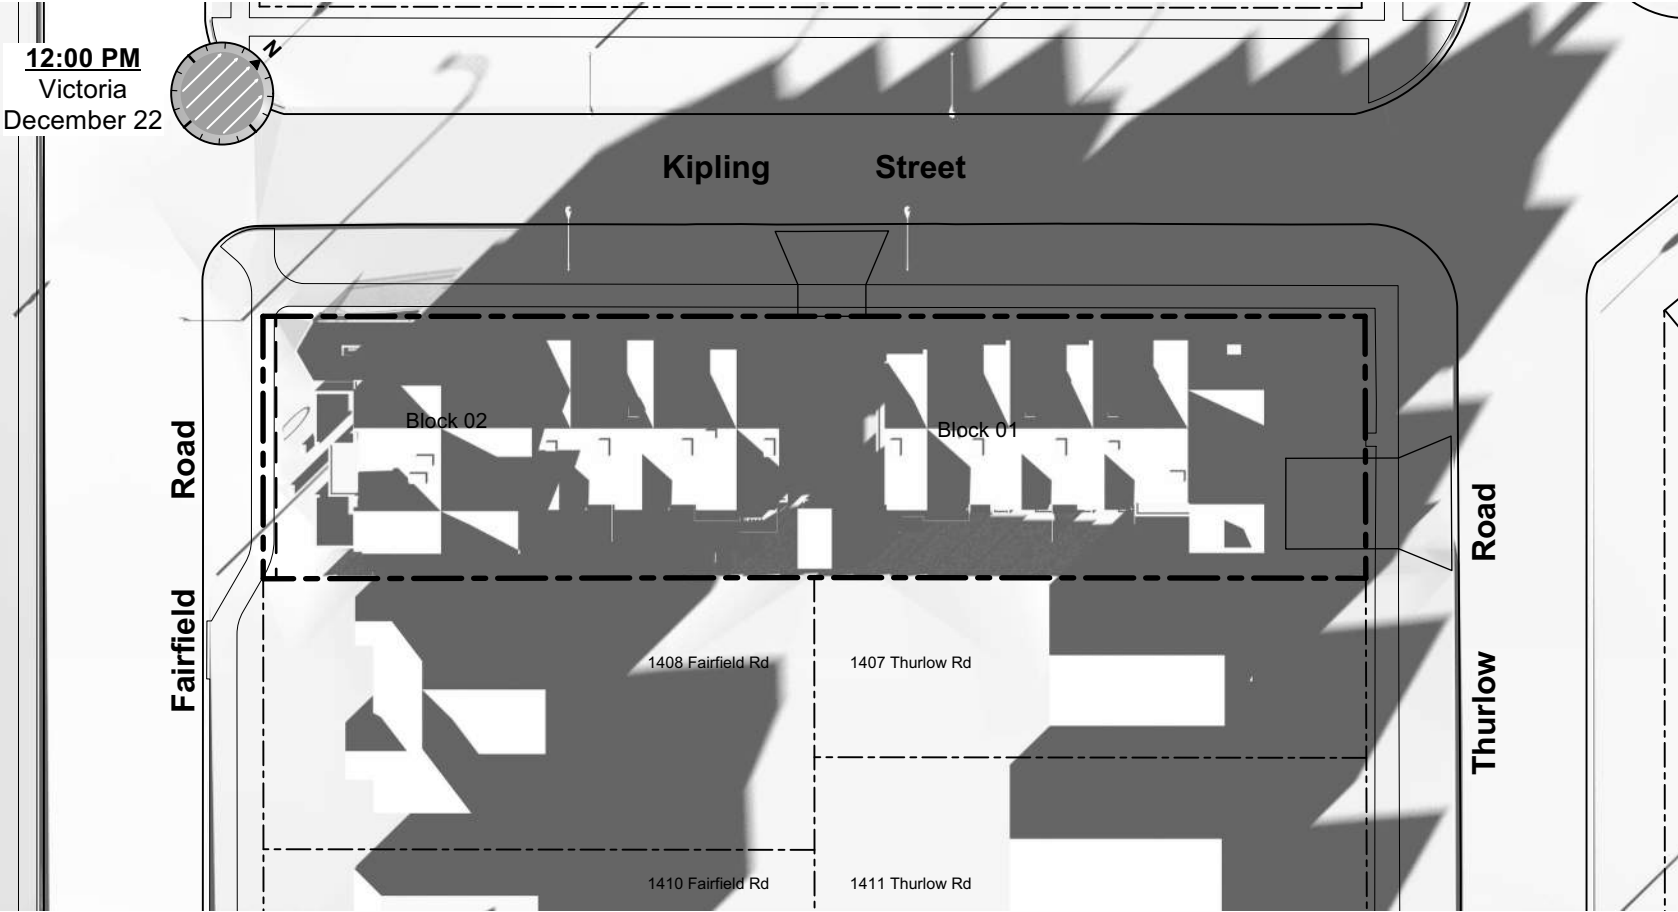 N
12:00 PM
Victoria
December 22
Kipling Street
Block 02
Block 01
Fairfield Road
Thurlow Road
1408 Fairfield Rd
1407 Thurlow Rd
1410 Fairfield Rd
1411 Thurlow Rd